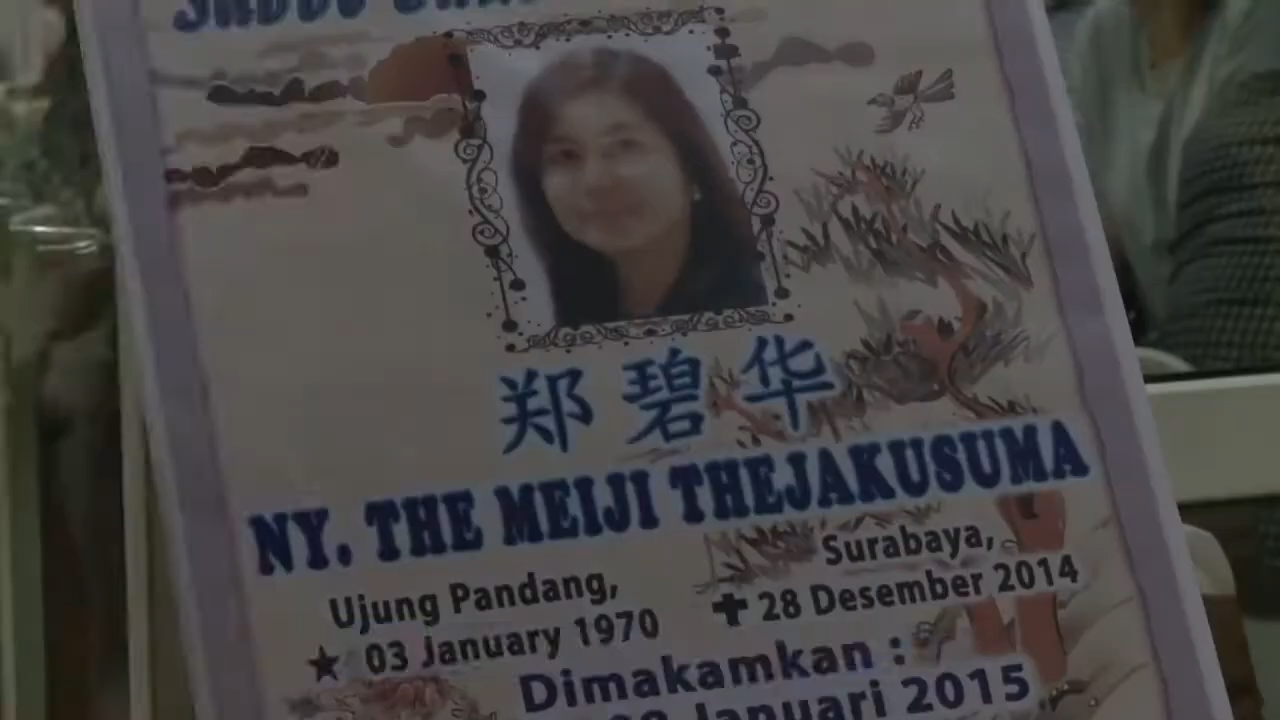 郑碧华
NY. THE MEIJI THEJAKUSUMA
Ujung Pandang,
★ 03 January 1970
Surabaya,
✝ 28 Desember 2014
Dimakamkan :
Januari 2015